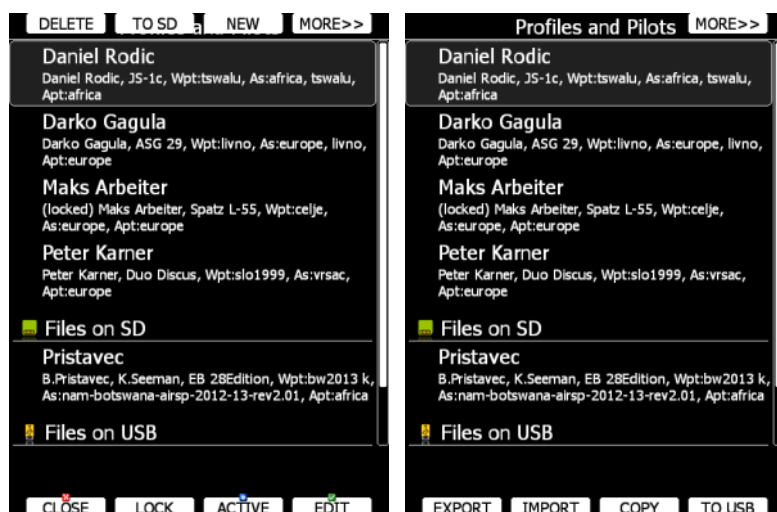 DELETE TO SD NEW MORE>>
Daniel Rodic
Daniel Rodic, JS-1c, Wpt:tswalu, As:africa, tswalu,
Apt:africa
Darko Gagula
Darko Gagula, ASG 29, Wpt:livno, As:europe, livno,
Apt:europe
Maks Arbeiter
(locked) Maks Arbeiter, Spatz L-55, Wpt:celje,
As:europe, Apt:europe
Peter Karner
Peter Karner, Duo Discus, Wpt:slo1999, As:vrsac,
Apt:europe
Files on SD
Pristavec
B.Pristavec, K.Seeman, EB 28Edition, Wpt:bw2013 k,
As:nam-botswana-airsp-2012-13-rev2.01, Apt:africa
Files on USB
CLOSE LOCK ACTIVE EDIT
Profiles and Pilots MORE>>
Daniel Rodic
Daniel Rodic, JS-1c, Wpt:tswalu, As:africa, tswalu,
Apt:africa
Darko Gagula
Darko Gagula, ASG 29, Wpt:livno, As:europe, livno,
Apt:europe
Maks Arbeiter
(locked) Maks Arbeiter, Spatz L-55, Wpt:celje,
As:europe, Apt:europe
Peter Karner
Peter Karner, Duo Discus, Wpt:slo1999, As:vrsac,
Apt:europe
Files on SD
Pristavec
B.Pristavec, K.Seeman, EB 28Edition, Wpt:bw2013 k,
As:nam-botswana-airsp-2012-13-rev2.01, Apt:africa
Files on USB
EXPORT IMPORT COPY TO USB